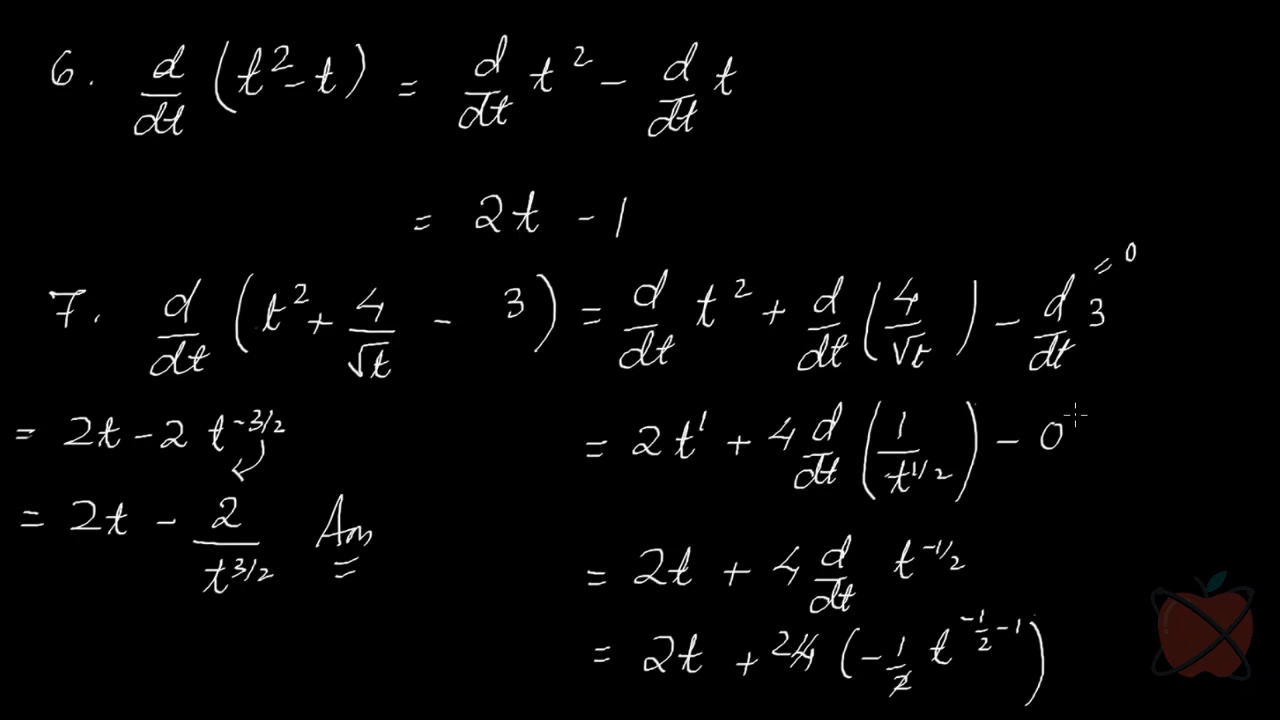 6. d/dt (t² - t) = d/dt t² - d/dt t
= 2t - 1
7. d/dt (t² + 4/√t - 3) = d/dt t² + d/dt (4/√t) - d/dt 3 = 0
= 2t¹ + 4 d/dt (1/t^1/2) - 0
= 2t + 4 d/dt t^-1/2
= 2t + 2 4 (-1/2 t^-1/2-1)
= 2t - 2 t^-3/2
= 2t - 2/t^3/2 Ans